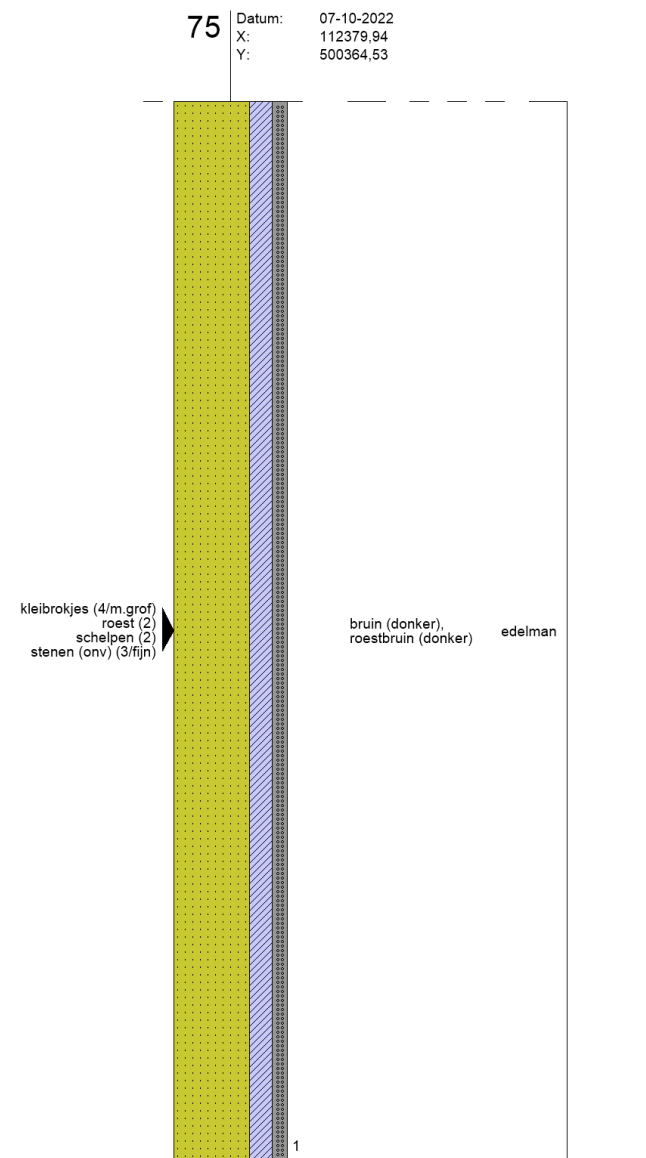 75
Datum: 07-10-2022
X: 112379,94
Y: 500364,53
kleibrokjes (4/m.grof)
roest (2)
schelpen (2)
stenen (onv) (3/fijn)
bruin (donker),
roestbruin (donker)
edelman
1